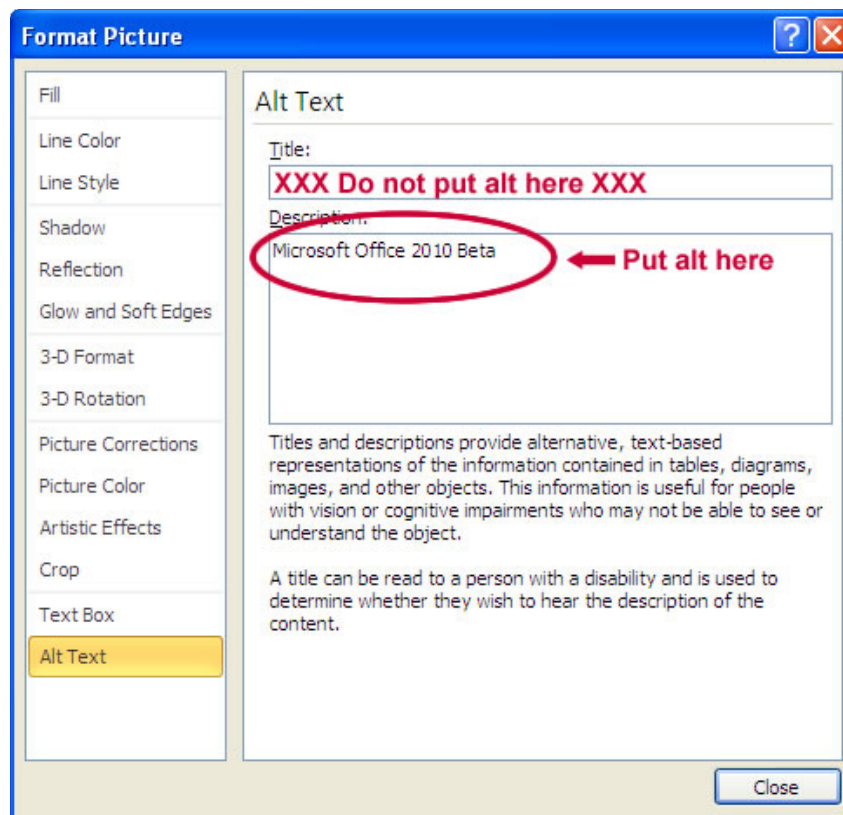 Format Picture
Fill
Line Color
Line Style
Shadow
Reflection
Glow and Soft Edges
3-D Format
3-D Rotation
Picture Corrections
Picture Color
Artistic Effects
Crop
Text Box
Alt Text
Alt Text
Title:
XXX Do not put alt here XXX
Description:
Microsoft Office 2010 Beta
Put alt here
Titles and descriptions provide alternative, text-based
representations of the information contained in tables, diagrams,
images, and other objects. This information is useful for people
with vision or cognitive impairments who may not be able to see or
understand the object.
A title can be read to a person with a disability and is used to
determine whether they wish to hear the description of the
content.
Close